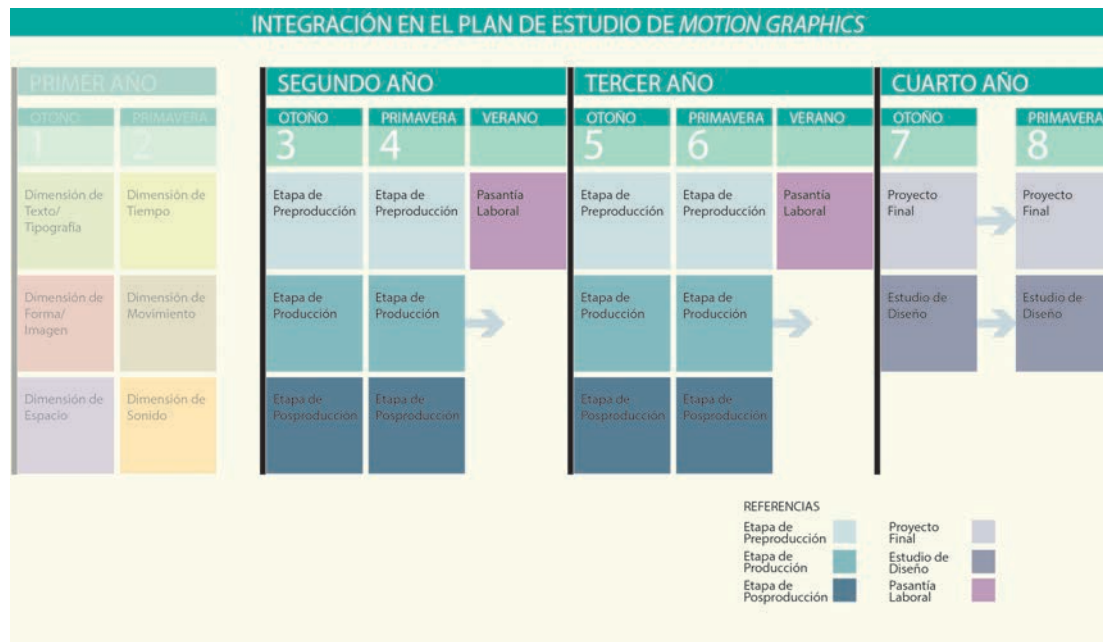 INTEGRACIÓN EN EL PLAN DE ESTUDIO DE MOTION GRAPHICS
PRIMER AÑO
OTOÑO
1
PRIMAVERA
2
Dimensión de
Texto/
Tipografía
Dimensión de
Tiempo
Dimensión de
Forma/
Imagen
Dimensión de
Movimiento
Dimensión de
Espacio
Dimensión de
Sonido
SEGUNDO AÑO
OTOÑO
3
PRIMAVERA
4
VERANO
Etapa de
Preproducción
Etapa de
Preproducción
Pasantía
Laboral
Etapa de
Producción
Etapa de
Producción
Etapa de
Posproducción
Etapa de
Posproducción
TERCER AÑO
OTOÑO
5
PRIMAVERA
6
VERANO
Etapa de
Preproducción
Etapa de
Preproducción
Pasantía
Laboral
Etapa de
Producción
Etapa de
Producción
Etapa de
Posproducción
Etapa de
Posproducción
CUARTO AÑO
OTOÑO
7
PRIMAVERA
8
Proyecto
Final
Proyecto
Final
Estudio de
Diseño
Estudio de
Diseño
REFERENCIAS
Etapa de
Preproducción
Etapa de
Producción
Etapa de
Posproducción
Proyecto
Final
Estudio de
Diseño
Pasantía
Laboral